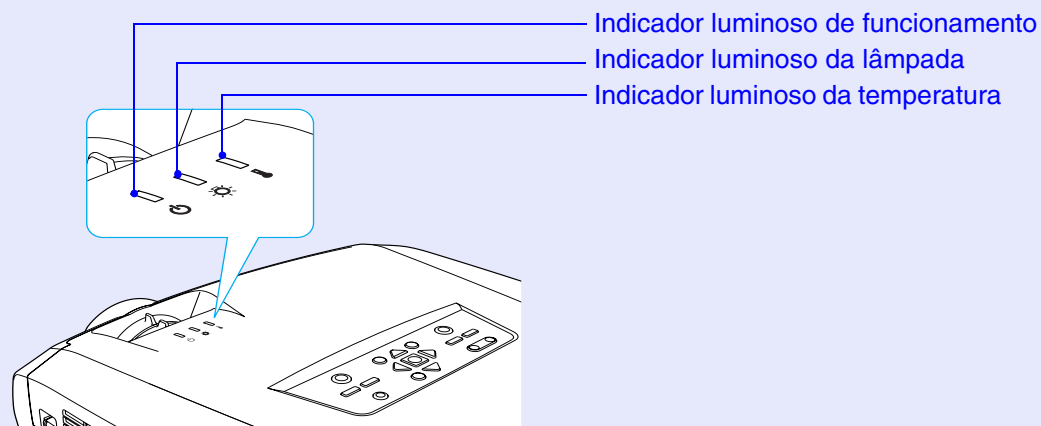 Indicador luminoso de funcionamento
Indicador luminoso da lâmpada
Indicador luminoso da temperatura